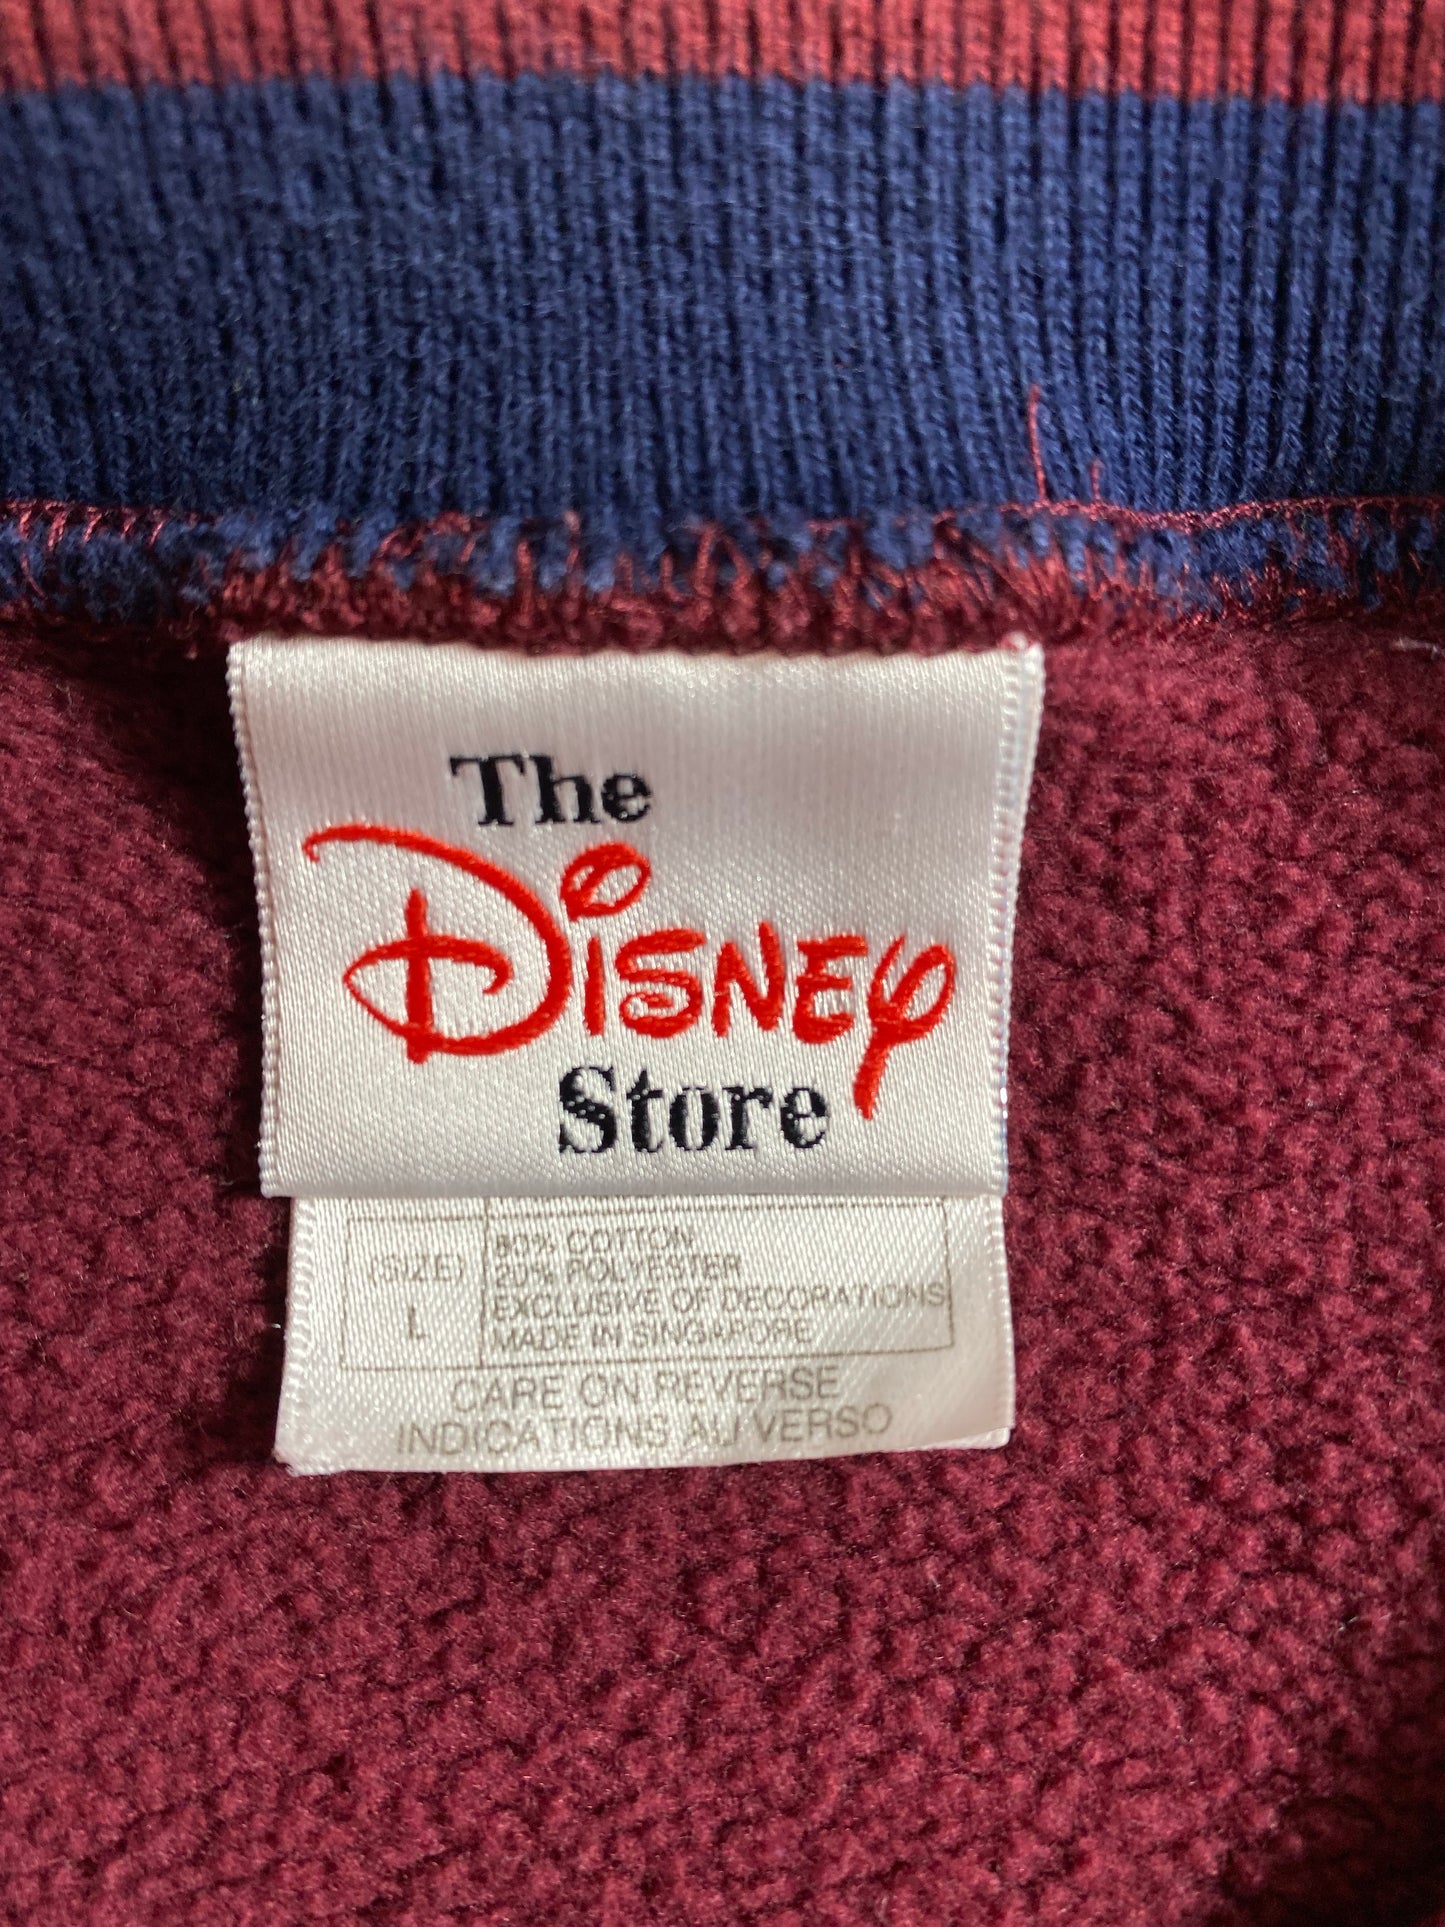 The
Disney
Store
(SIZE)
L
80% COTTON
20% POLYESTER
EXCLUSIVE OF DECORATIONS
MADE IN SINGAPORE
CARE ON REVERSE
INDICATIONS AU VERSO